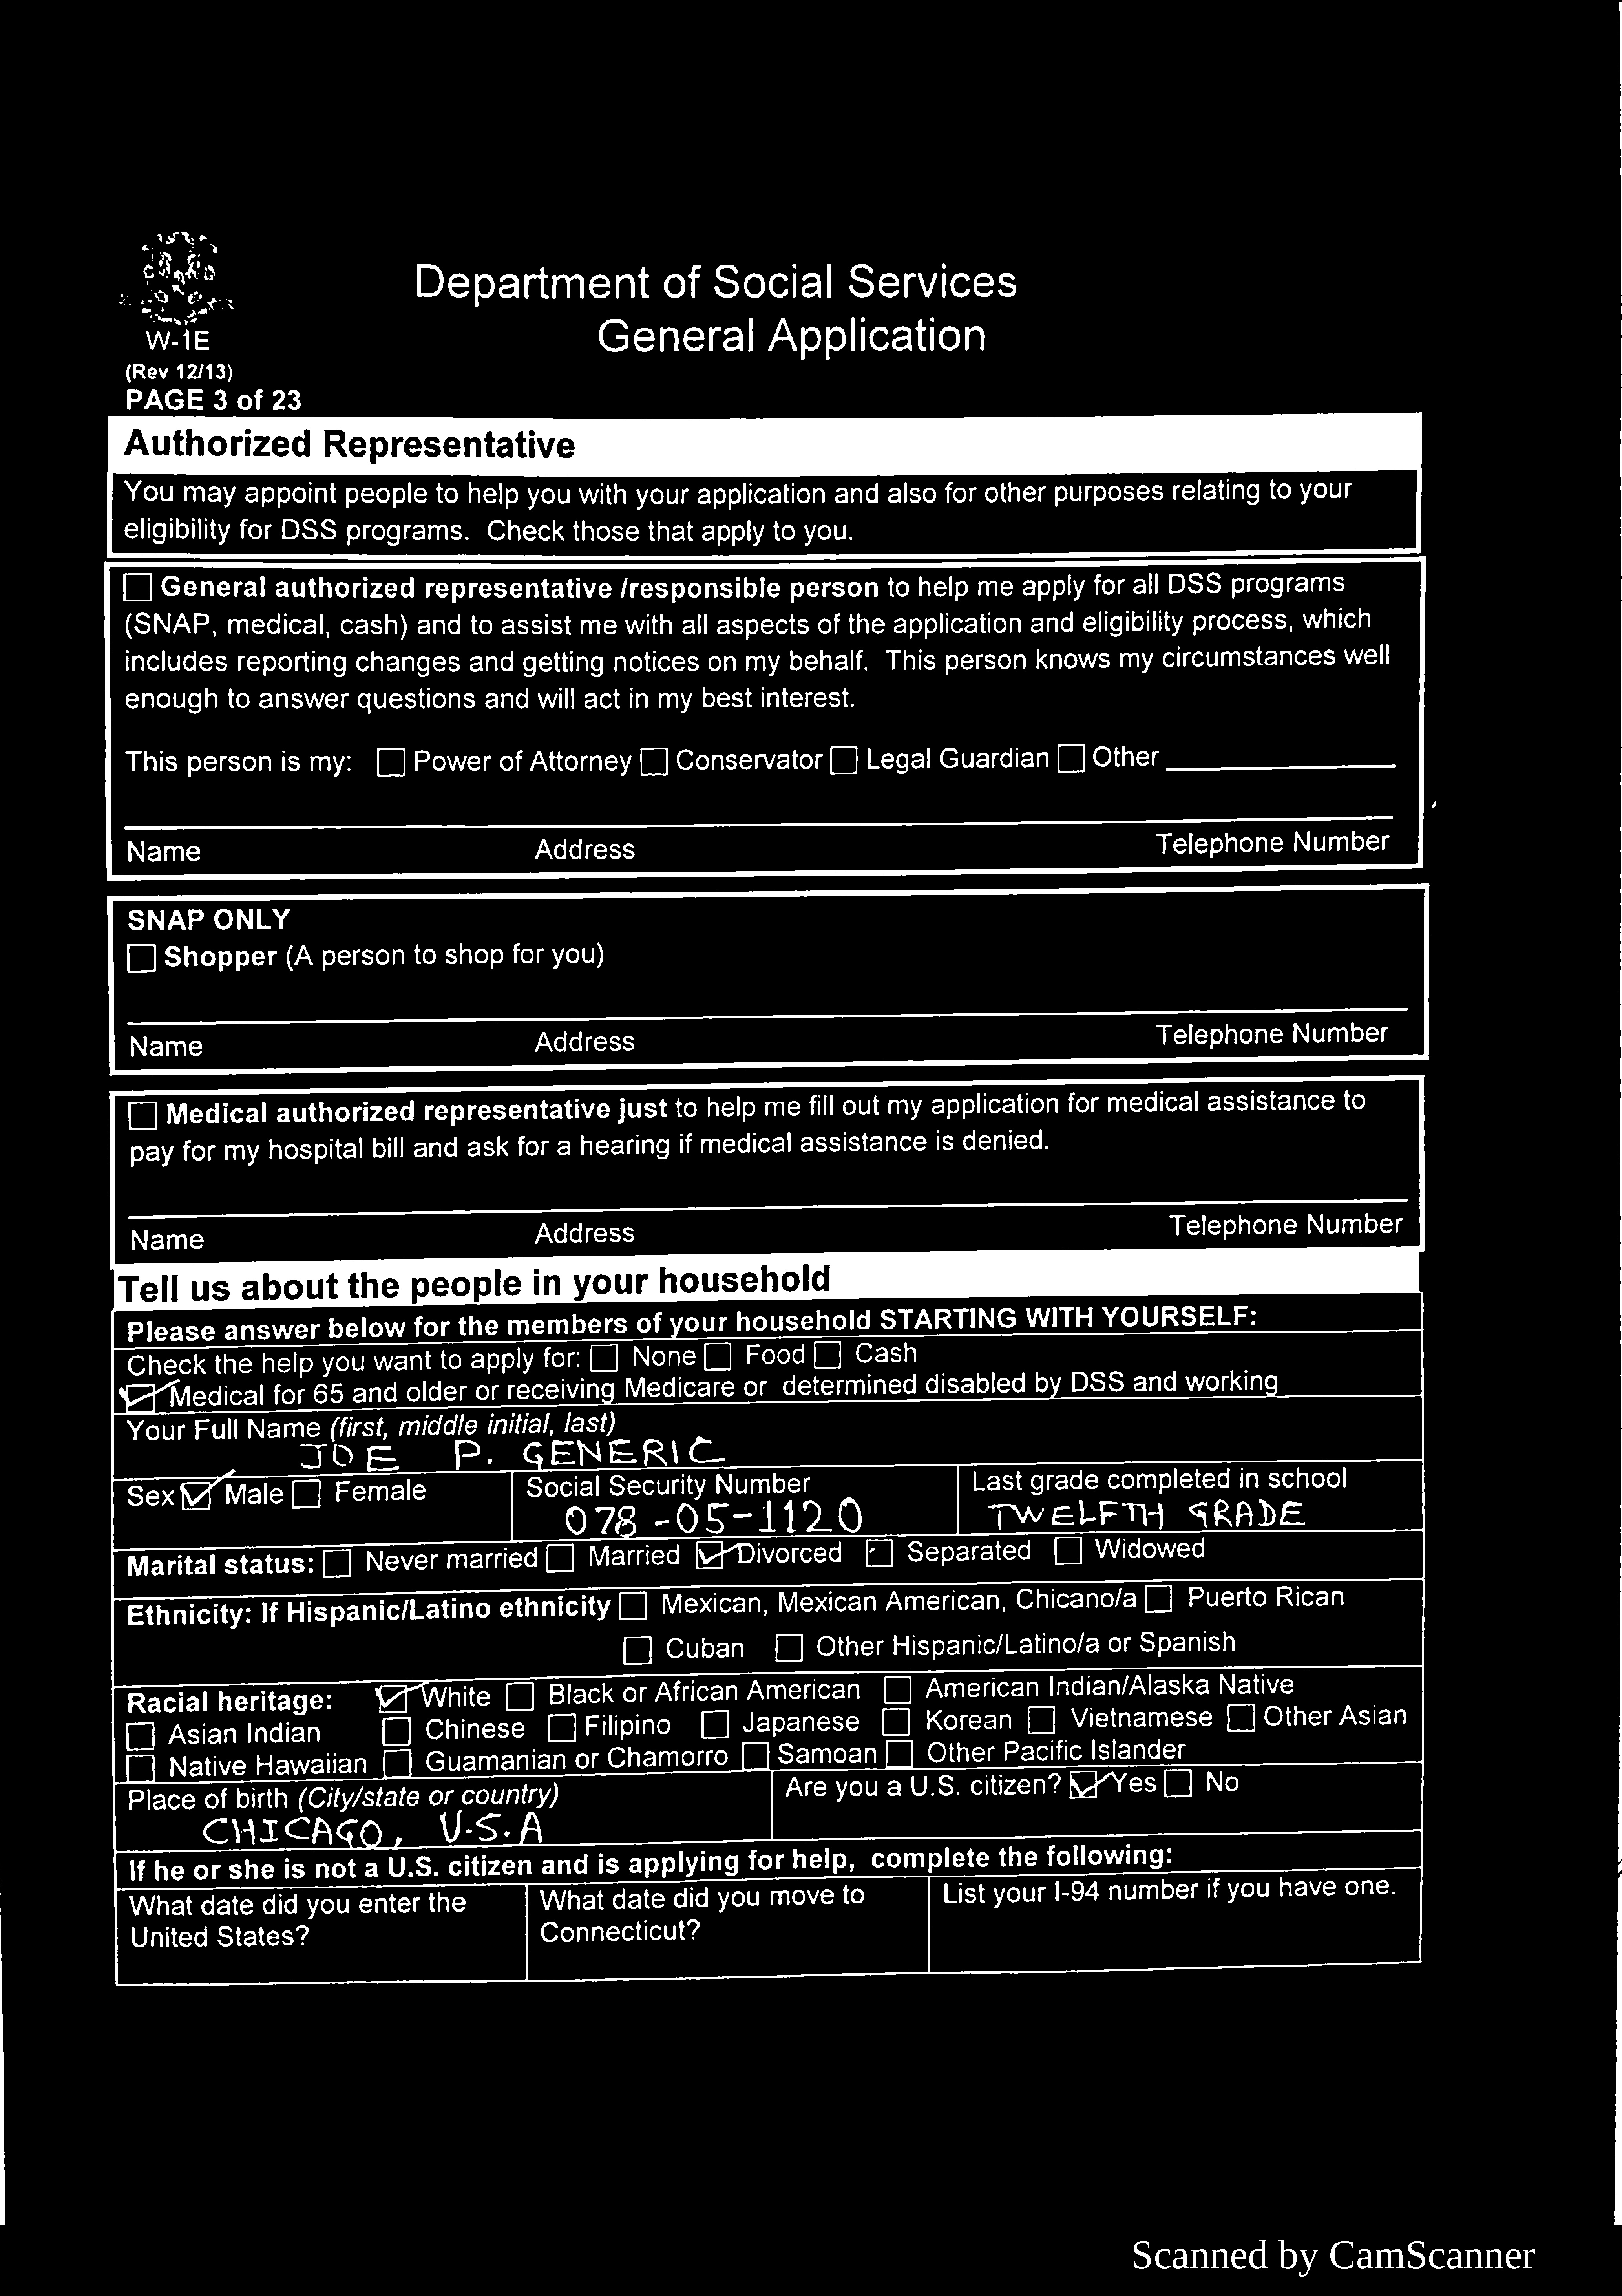 Department of Social Services
General Application
W-1E
(Rev 12/13)
PAGE 3 of 23
Authorized Representative
You may appoint people to help you with your application and also for other purposes relating to your
eligibility for DSS programs. Check those that apply to you.
☐ General authorized representative /responsible person to help me apply for all DSS programs
(SNAP, medical, cash) and to assist me with all aspects of the application and eligibility process, which
includes reporting changes and getting notices on my behalf. This person knows my circumstances well
enough to answer questions and will act in my best interest.
This person is my: ☐ Power of Attorney ☐ Conservator ☐ Legal Guardian ☐ Other
Name Address Telephone Number
SNAP ONLY
☐ Shopper (A person to shop for you)
Name Address Telephone Number
☐ Medical authorized representative just to help me fill out my application for medical assistance to
pay for my hospital bill and ask for a hearing if medical assistance is denied.
Name Address Telephone Number
Tell us about the people in your household
Please answer below for the members of your household STARTING WITH YOURSELF:
Check the help you want to apply for: ☐ None ☐ Food ☐ Cash
☑ Medical for 65 and older or receiving Medicare or determined disabled by DSS and working
Your Full Name (first, middle initial, last)
JOE P. GENERIC
Sex ☑ Male ☐ Female Social Security Number Last grade completed in school
078-05-1120 TWELFTH GRADE
Marital status: ☐ Never married ☐ Married ☑ Divorced ☐ Separated ☐ Widowed
Ethnicity: If Hispanic/Latino ethnicity ☐ Mexican, Mexican American, Chicano/a ☐ Puerto Rican
☐ Cuban ☐ Other Hispanic/Latino/a or Spanish
Racial heritage: ☑ White ☐ Black or African American ☐ American Indian/Alaska Native
☐ Asian Indian ☐ Chinese ☐ Filipino ☐ Japanese ☐ Korean ☐ Vietnamese ☐ Other Asian
☐ Native Hawaiian ☐ Guamanian or Chamorro ☐ Samoan ☐ Other Pacific Islander
Place of birth (City/state or country) Are you a U.S. citizen? ☑ Yes ☐ No
CHICAGO, U.S.A
If he or she is not a U.S. citizen and is applying for help, complete the following:
What date did you enter the What date did you move to List your I-94 number if you have one.
United States? Connecticut?
Scanned by CamScanner